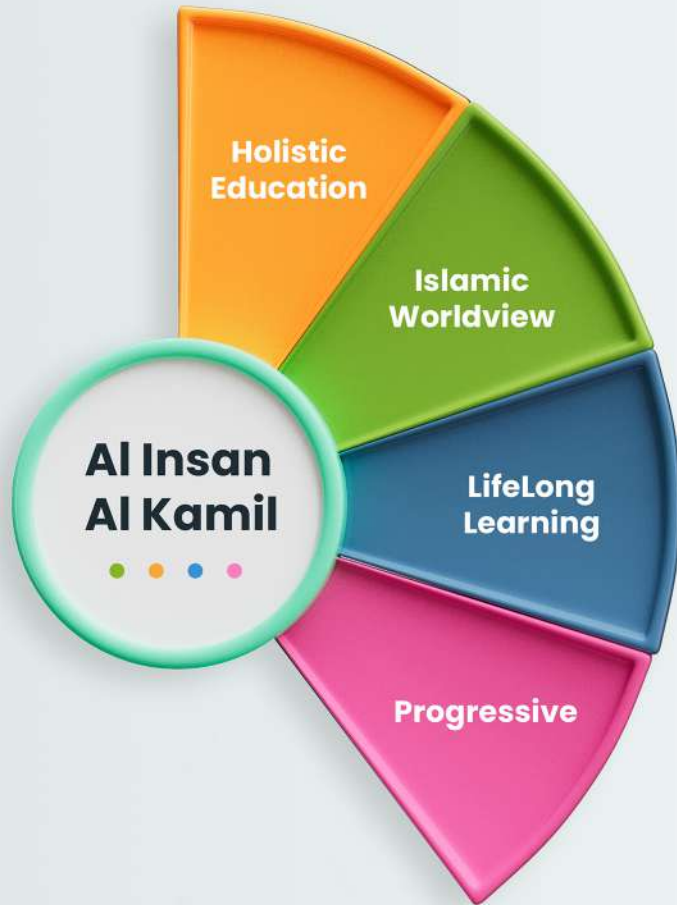 Holistic
Education
Islamic
Worldview
Al Insan
Al Kamil
LifeLong
Learning
Progressive